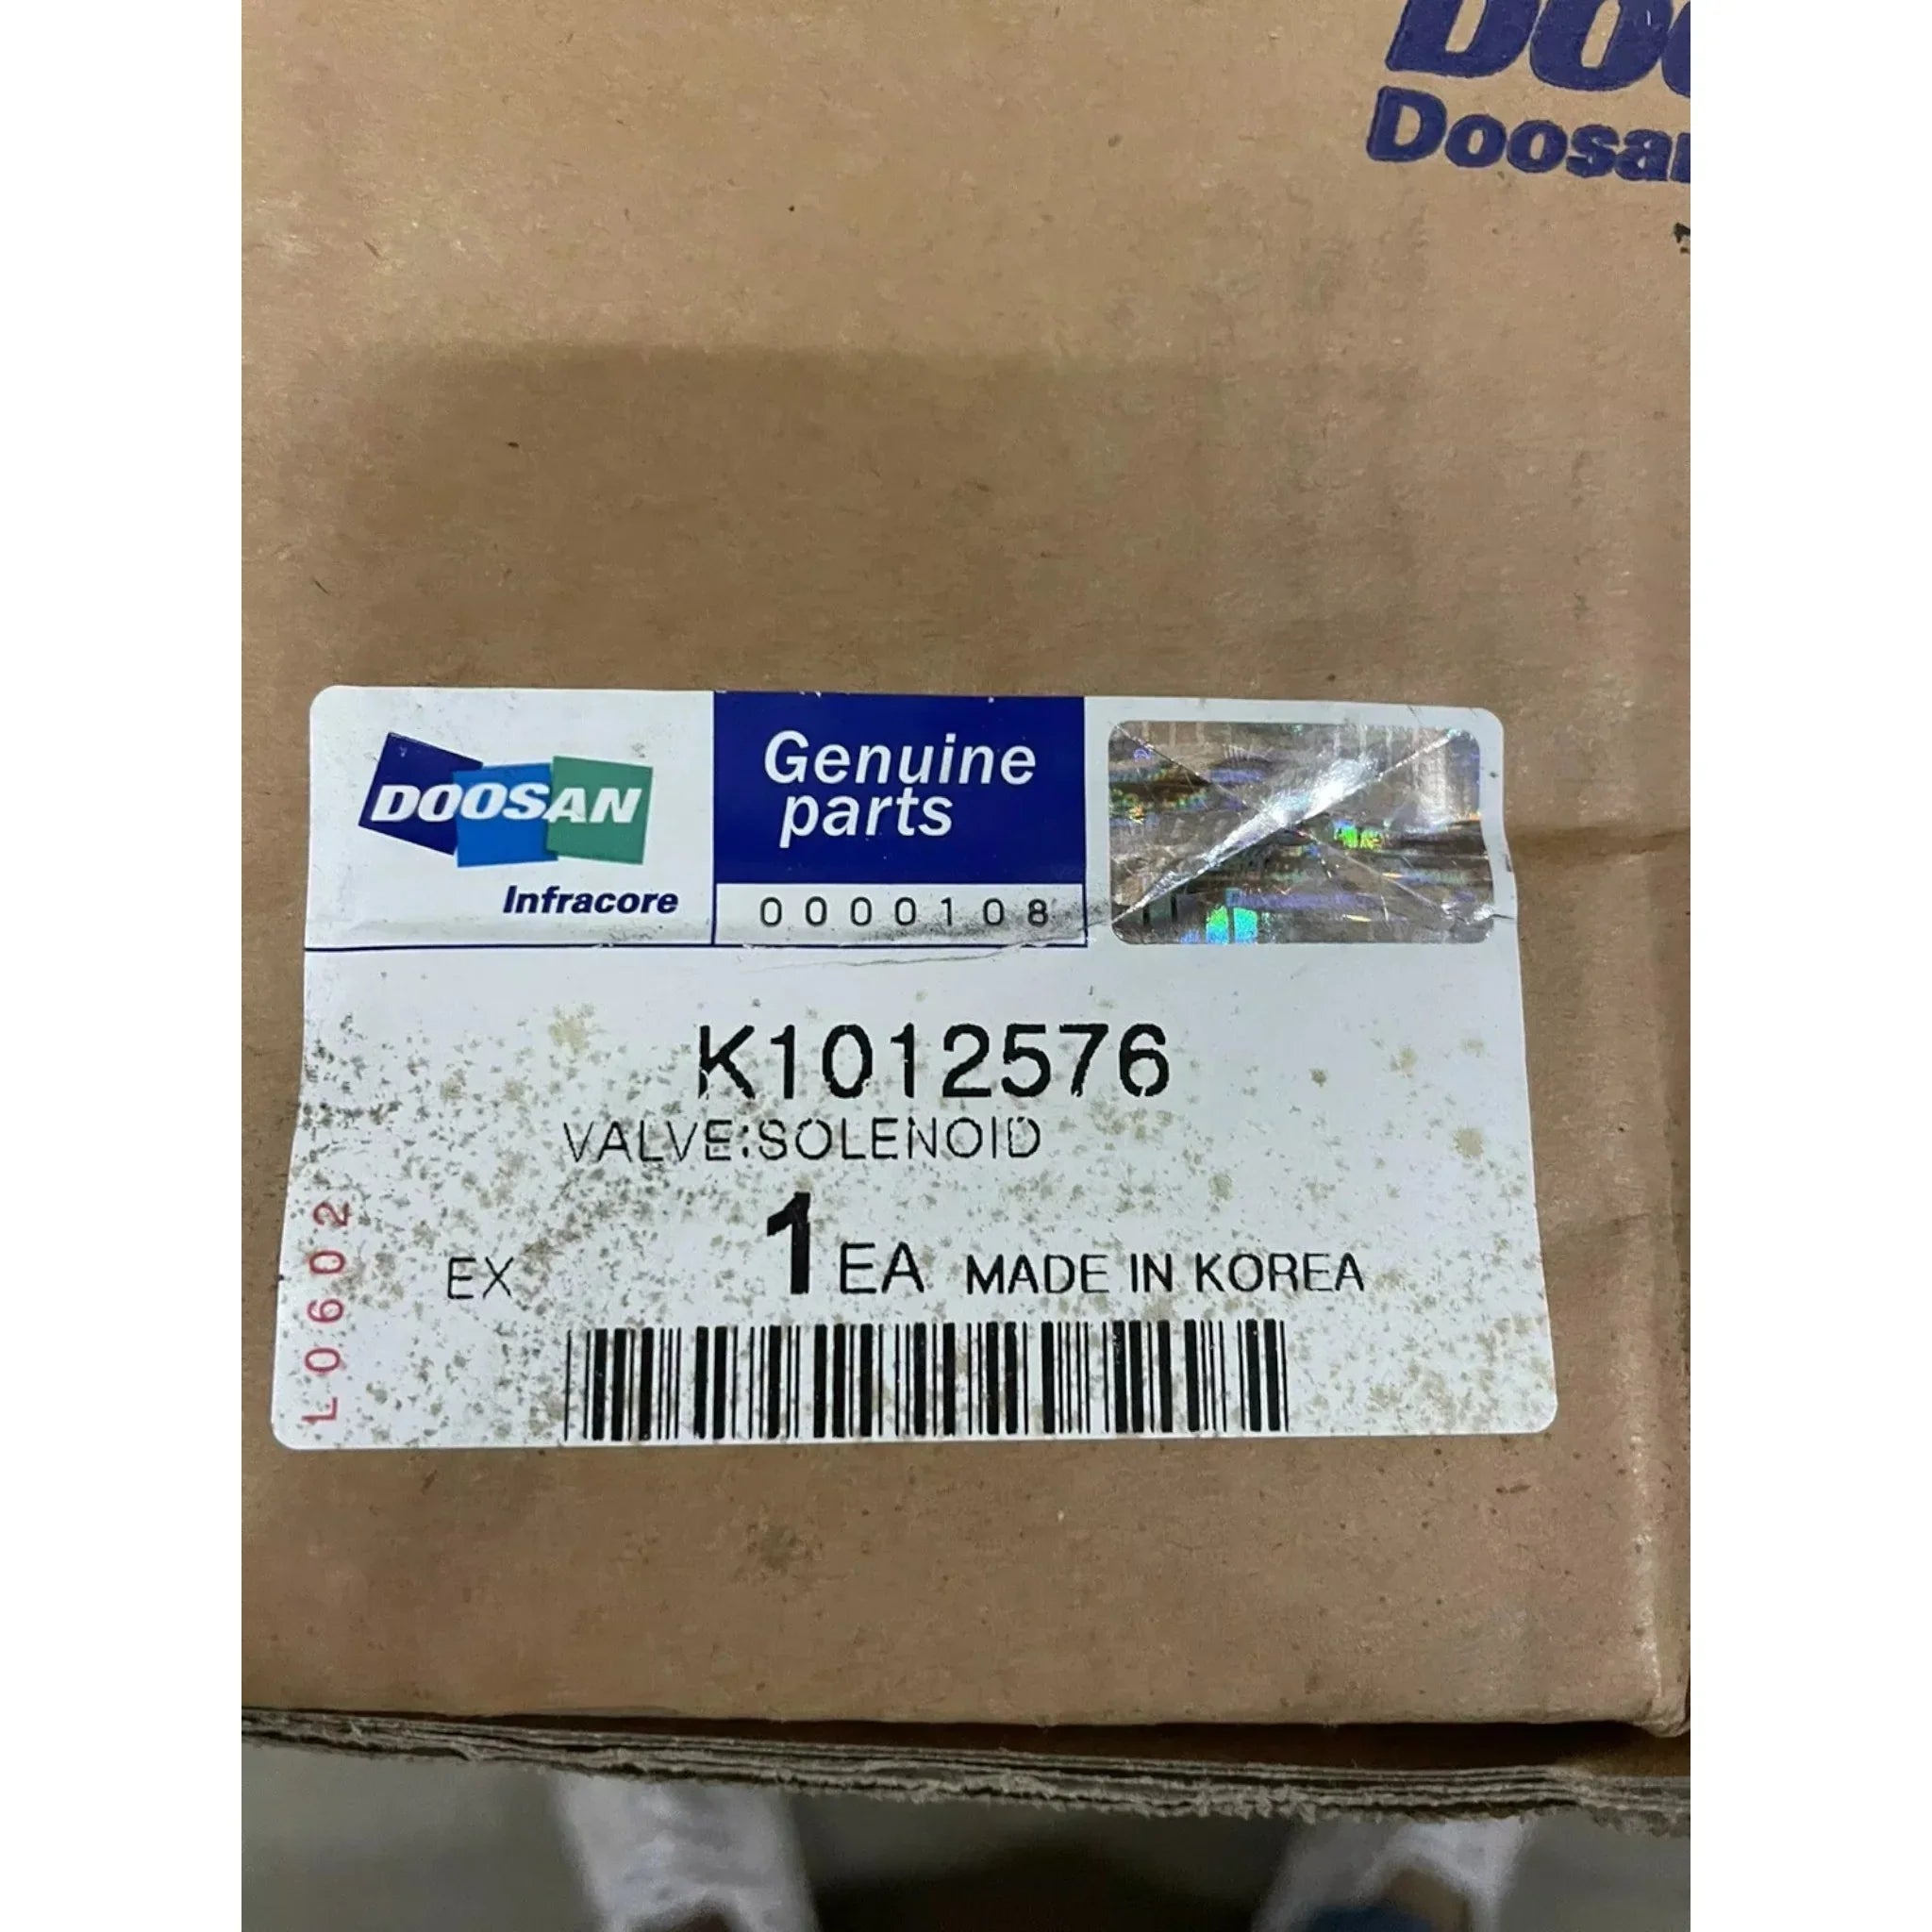 Doosan
DOOSAN
Infracore
Genuine
parts
0000108
K1012576
VALVE:SOLENOID
EX 1 EA MADE IN KOREA
L0602